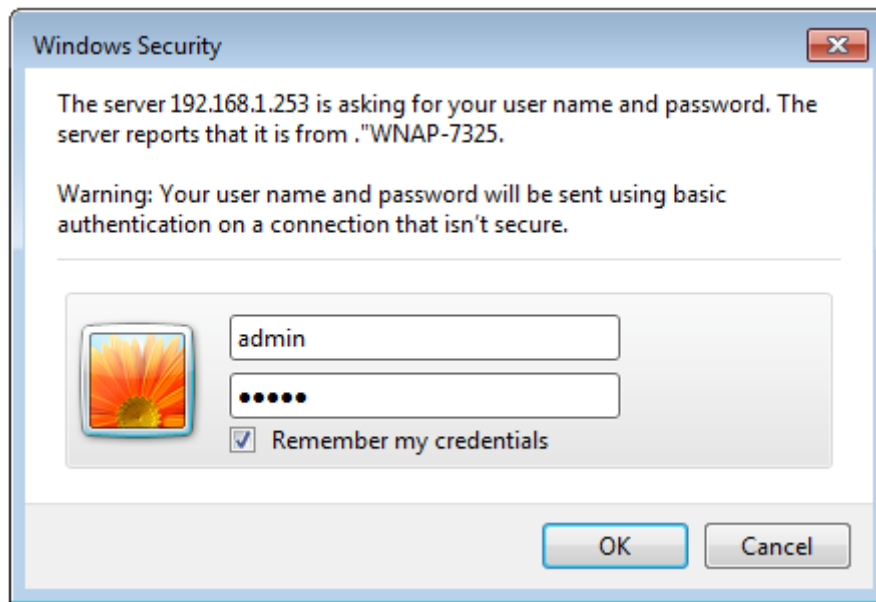 Windows Security
The server 192.168.1.253 is asking for your user name and password. The
server reports that it is from ."WNAP-7325.
Warning: Your user name and password will be sent using basic
authentication on a connection that isn't secure.
admin
•••••
Remember my credentials
OK
Cancel